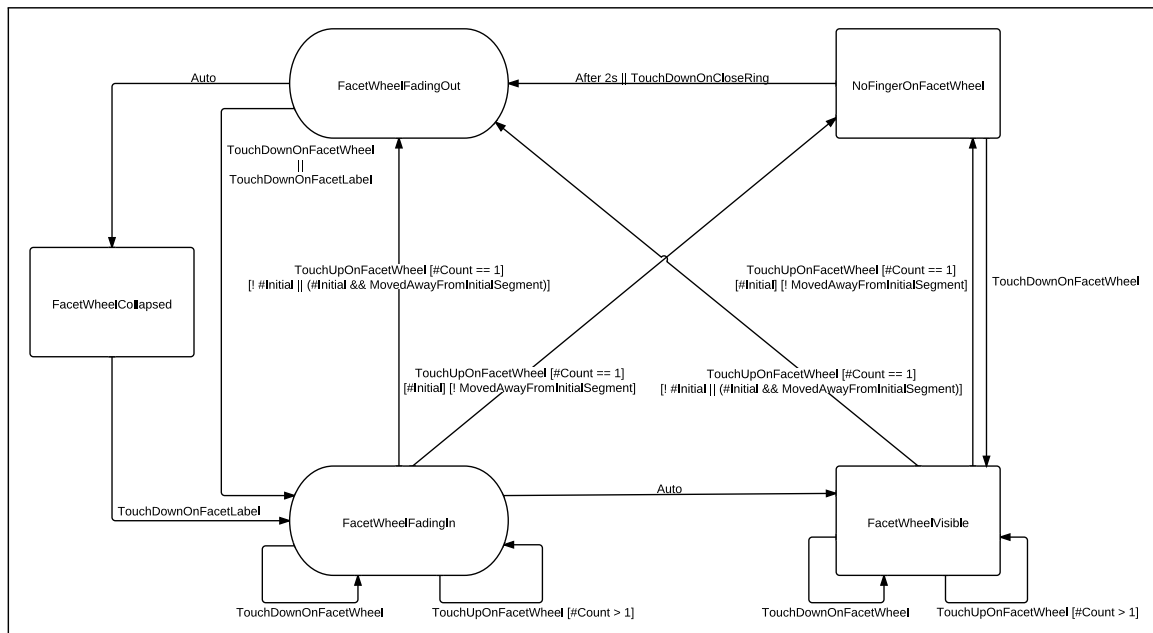 Auto
FacetWheelFadingOut
After 2s || TouchDownOnCloseRing
NoFingerOnFacetWheel
TouchDownOnFacetWheel
||
TouchDownOnFacetLabel
TouchUpOnFacetWheel [#Count == 1]
[! #Initial || (#Initial && MovedAwayFromInitialSegment)]
TouchUpOnFacetWheel [#Count == 1]
[#Initial] [! MovedAwayFromInitialSegment]
TouchDownOnFacetWheel
FacetWheelCollapsed
TouchUpOnFacetWheel [#Count == 1]
[#Initial] [! MovedAwayFromInitialSegment]
TouchUpOnFacetWheel [#Count == 1]
[! #Initial || (#Initial && MovedAwayFromInitialSegment)]
TouchDownOnFacetLabel
FacetWheelFadingIn
Auto
FacetWheelVisible
TouchDownOnFacetWheel
TouchUpOnFacetWheel [#Count > 1]
TouchDownOnFacetWheel
TouchUpOnFacetWheel [#Count > 1]